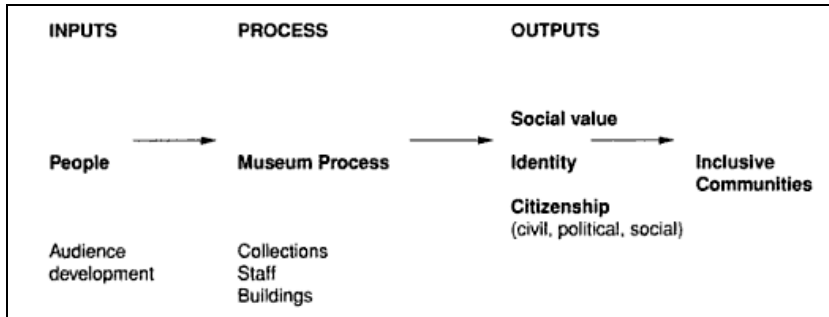 INPUTS PROCESS OUTPUTS
Social value
People Museum Process Identity Inclusive
Communities
Citizenship
(civil, political, social)
Audience Collections
development Staff
Buildings